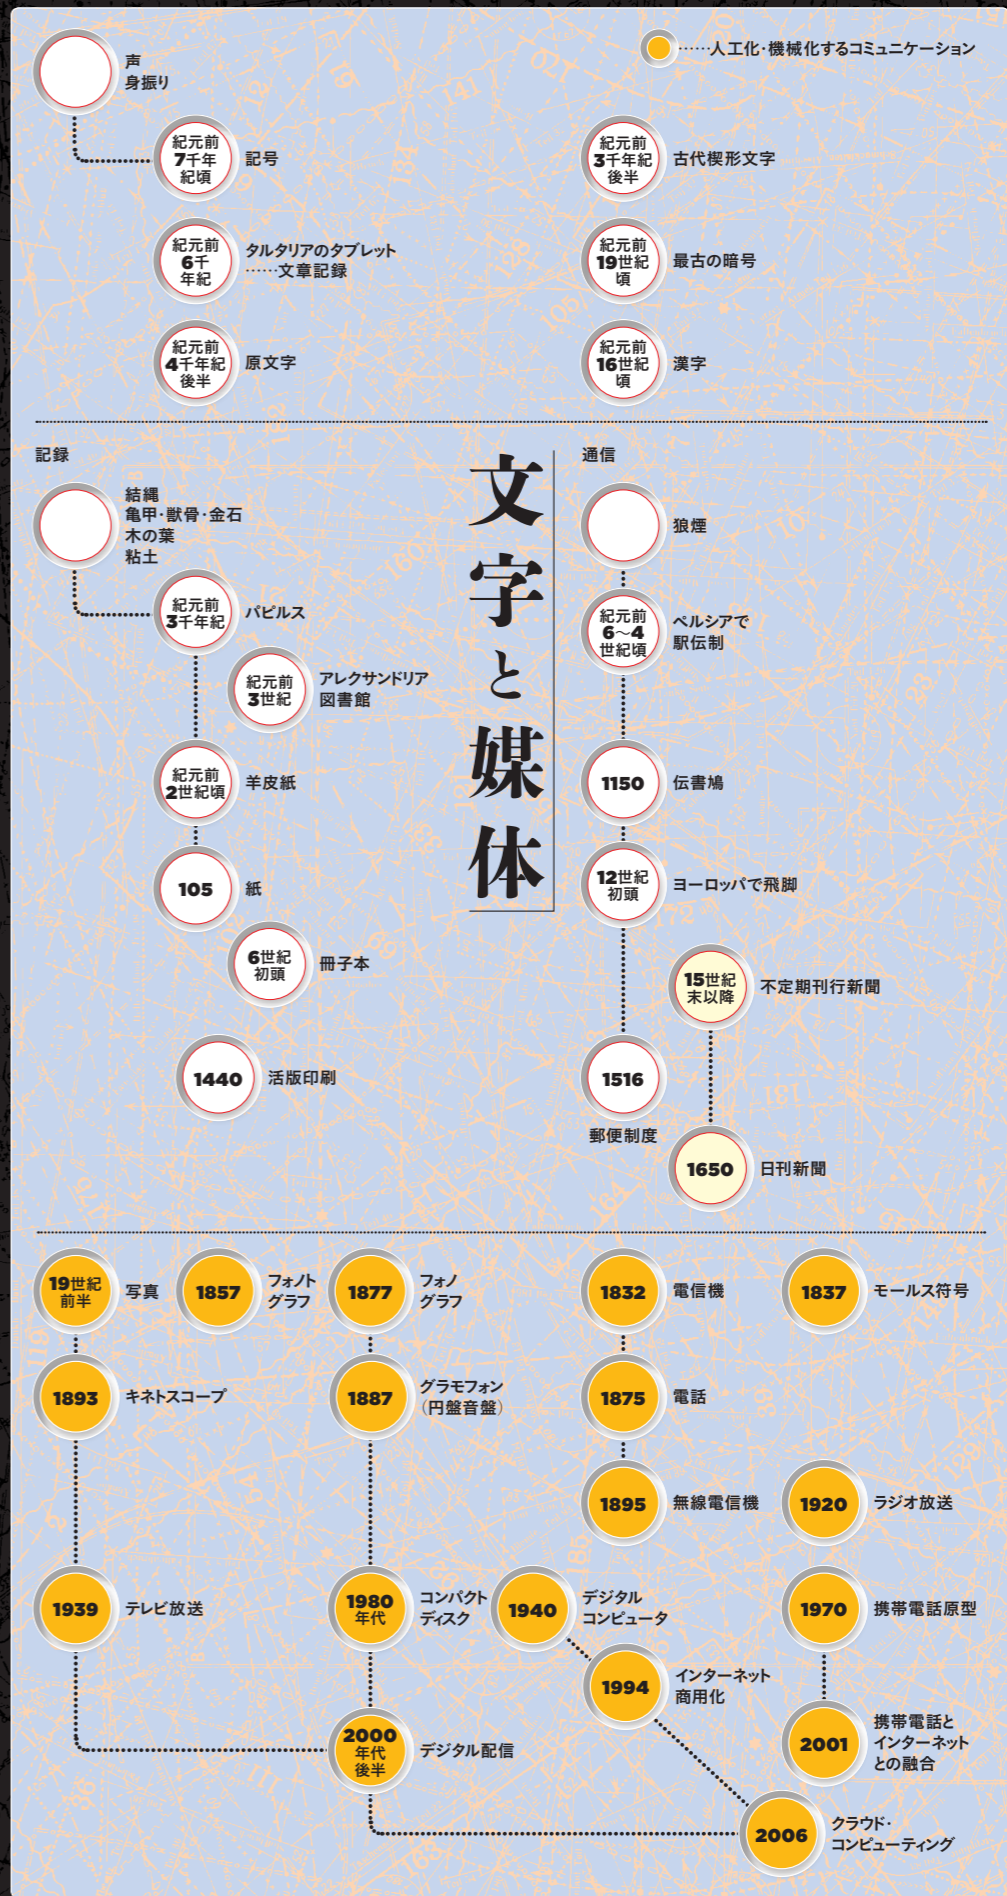 声
身振り
……人工化・機械化するコミュニケーション
紀元前
7千年
紀頃
記号
紀元前
3千年紀
後半
古代楔形文字
紀元前
6千
年紀
タルタリアのタブレット
……文章記録
紀元前
19世紀
頃
最古の暗号
紀元前
4千年紀
後半
原文字
紀元前
16世紀
頃
漢字
文字と媒体
記録
結縄
亀甲・獣骨・金石
木の葉
粘土
紀元前
3千年紀
パピルス
紀元前
3世紀
アレクサンドリア
図書館
紀元前
2世紀頃
羊皮紙
105
紙
6世紀
初頭
冊子本
1440
活版印刷
通信
狼煙
紀元前
6〜4
世紀頃
ペルシアで
駅伝制
1150
伝書鳩
12世紀
初頭
ヨーロッパで飛脚
15世紀
末以降
不定期刊行新聞
1516
郵便制度
1650
日刊新聞
19世紀
前半
写真
1857
フォノト
グラフ
1877
フォノ
グラフ
1832
電信機
1837
モールス符号
1893
キネトスコープ
1887
グラモフォン
（円盤音盤）
1875
電話
1895
無線電信機
1920
ラジオ放送
1939
テレビ放送
1980
年代
コンパクト
ディスク
1940
デジタル
コンピュータ
1970
携帯電話原型
1994
インターネット
商用化
2000
年代
後半
デジタル配信
2001
携帯電話と
インターネット
との融合
2006
クラウド・
コンピューティング